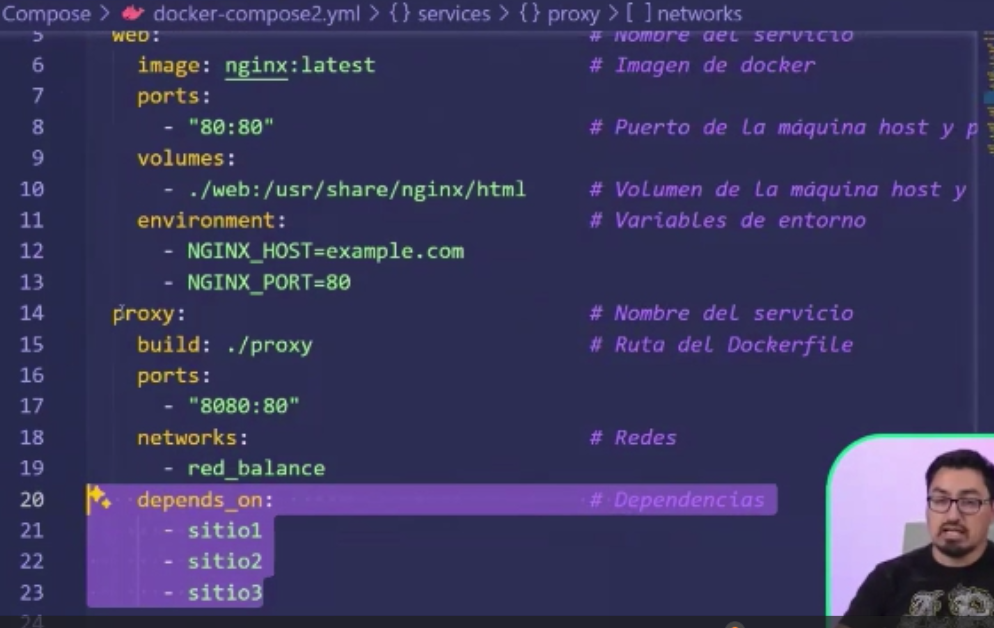 Compose > docker-compose2.yml > {} services > {} proxy > [ ] networks
5 web: # Nombre del servicio
6 image: nginx:latest # Imagen de docker
7 ports:
8 - "80:80" # Puerto de la máquina host y p
9 volumes:
10 - ./web:/usr/share/nginx/html # Volumen de la máquina host y
11 environment: # Variables de entorno
12 - NGINX_HOST=example.com
13 - NGINX_PORT=80
14 proxy: # Nombre del servicio
15 build: ./proxy # Ruta del Dockerfile
16 ports:
17 - "8080:80"
18 networks: # Redes
19 - red_balance
20 depends_on: # Dependencias
21 - sitio1
22 - sitio2
23 - sitio3
24